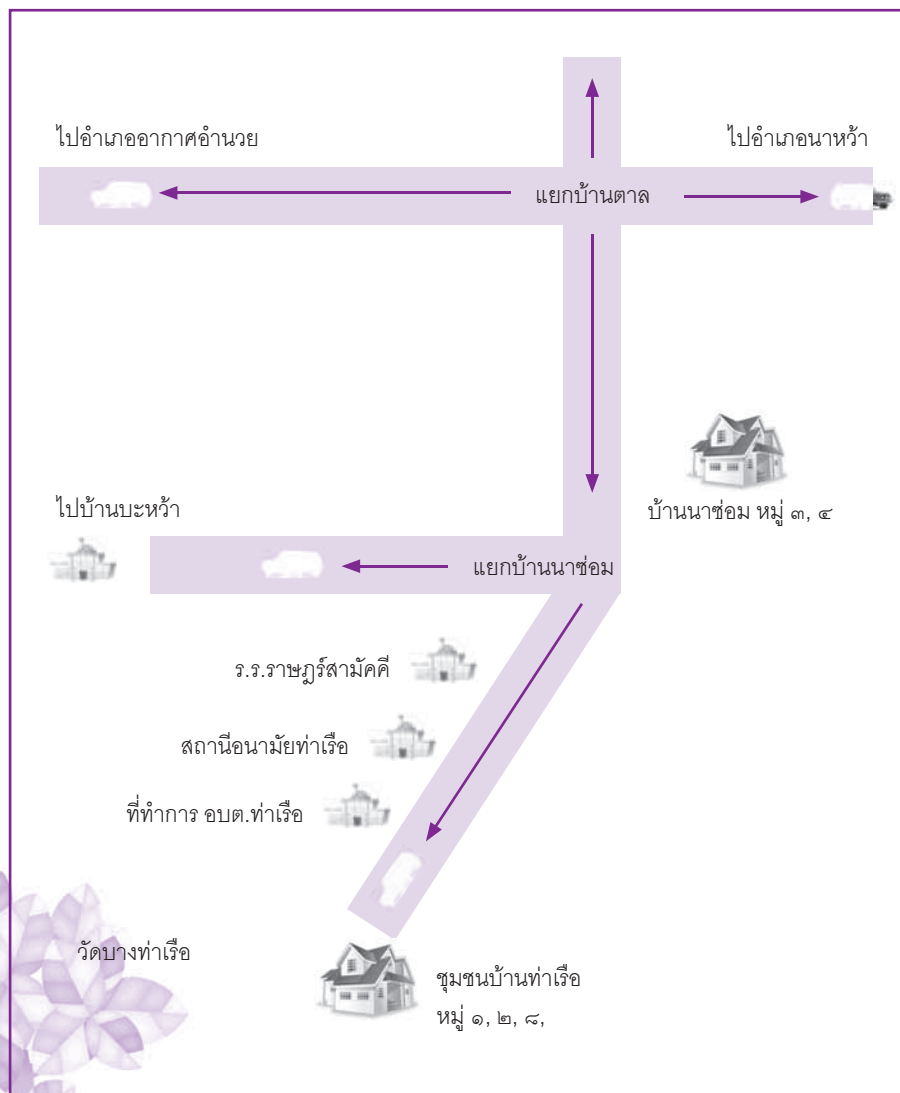 ไปอำเภออากาศอำนวย
ไปอำเภอนาหว้า
แยกบ้านตาล
บ้านนาซ่อม หมู่ ๓, ๔
ไปบ้านบะหว้า
แยกบ้านนาซ่อม
ร.ร.ราษฎร์สามัคคี
สถานีอนามัยท่าเรือ
ที่ทำการ อบต.ท่าเรือ
วัดบางท่าเรือ
ชุมชนบ้านท่าเรือ
หมู่ ๑, ๒, ๘,